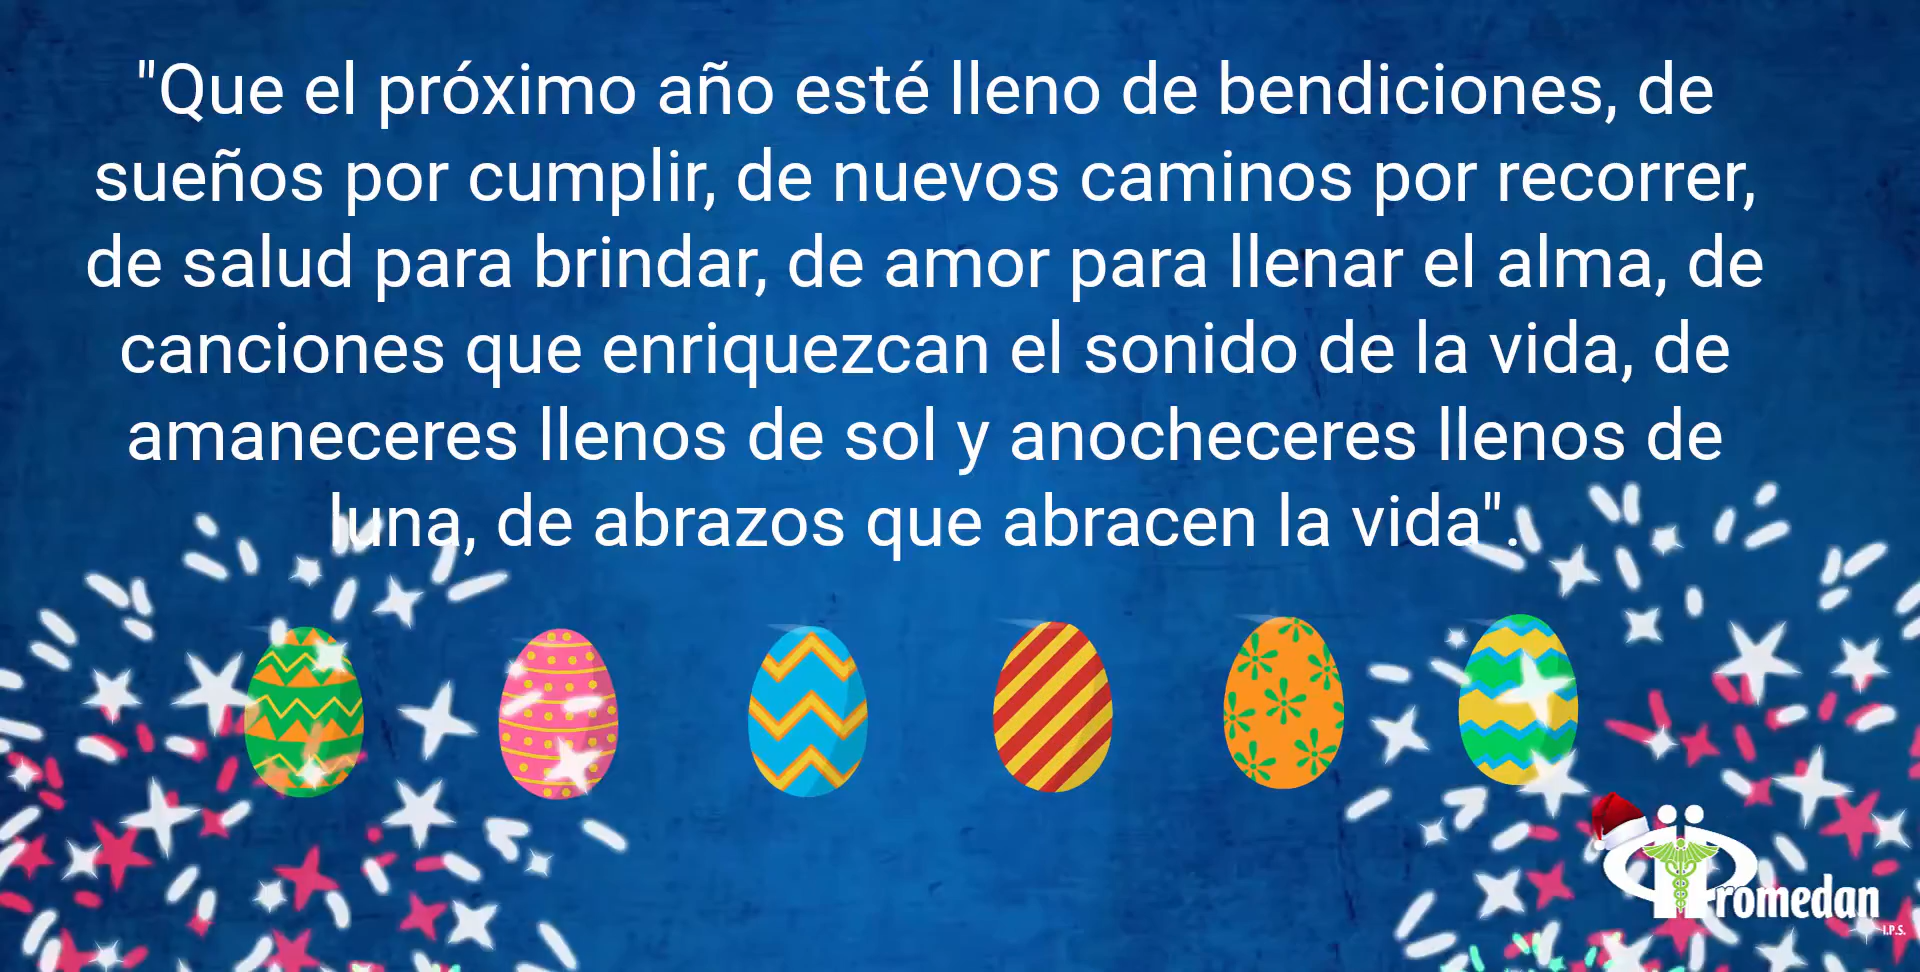 "Que el próximo año esté lleno de bendiciones, de
sueños por cumplir, de nuevos caminos por recorrer,
de salud para brindar, de amor para llenar el alma, de
canciones que enriquezcan el sonido de la vida, de
amaneceres llenos de sol y anocheceres llenos de
luna, de abrazos que abracen la vida".
Promedan
I.P.S.